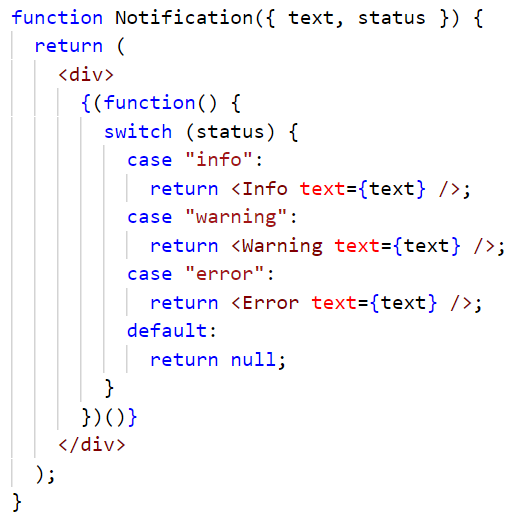 function Notification({ text, status }) {
  return (
    <div>
      {(function() {
        switch (status) {
          case "info":
            return <Info text={text} />;
          case "warning":
            return <Warning text={text} />;
          case "error":
            return <Error text={text} />;
          default:
            return null;
        }
      })()}
    </div>
  );
}